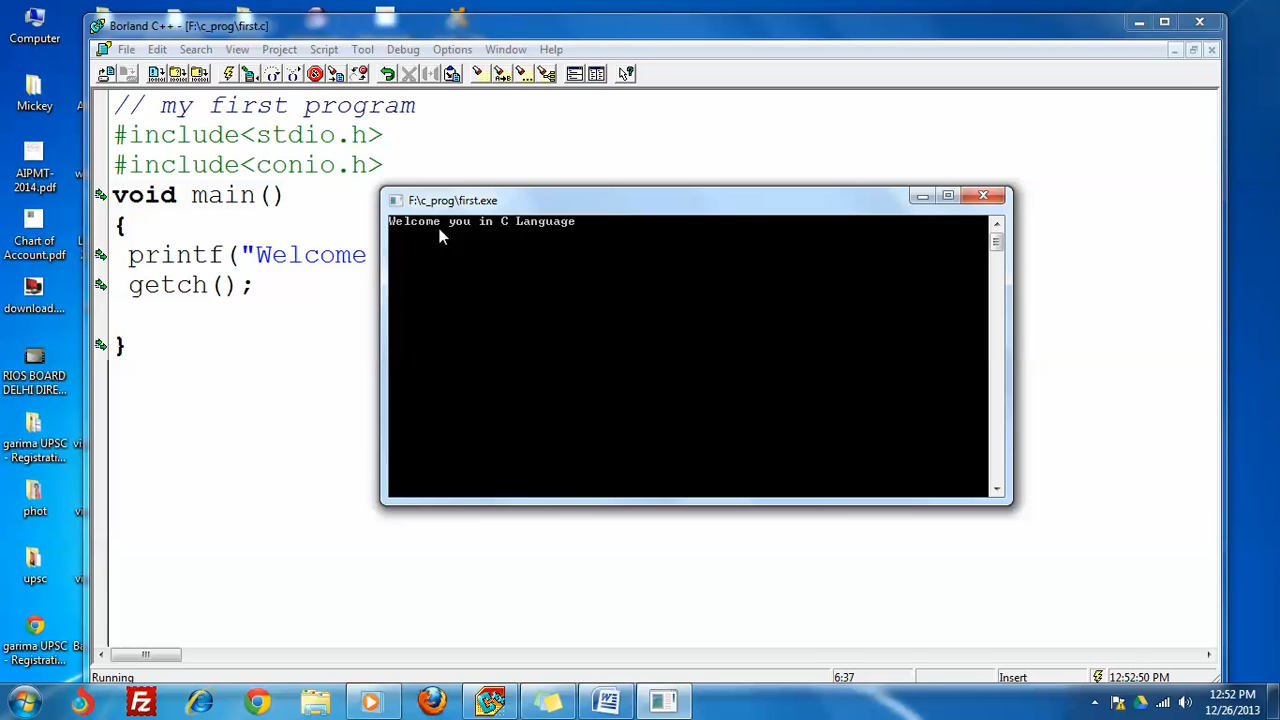 Computer
Mickey
AIPMT-
2014.pdf
Chart of
Account.pdf
download....
RIOS BOARD
DELHI DIRE...
garima UPSC
- Registrati...
phot
upsc
garima UPSC
- Registrati...
Borland C++ - [F:\c_prog\first.c]
File Edit Search View Project Script Tool Debug Options Window Help
// my first program
#include<stdio.h>
#include<conio.h>
void main()
{
printf("Welcome
getch();
}
F:\c_prog\first.exe
Welcome you in C Language
Running
6:37
Insert
12:52:50 PM
12:52 PM
12/26/2013